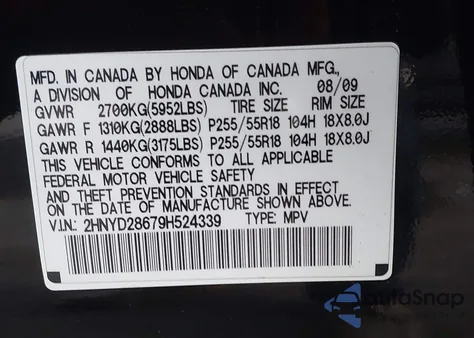 MFD. IN CANADA BY HONDA OF CANADA MFG.,
A DIVISION OF HONDA CANADA INC. 08/09
GVWR 2700KG(5952LBS) TIRE SIZE RIM SIZE
GAWR F 1310KG(2888LBS) P255/55R18 104H 18X8.0J
GAWR R 1440KG(3175LBS) P255/55R18 104H 18X8.0J
THIS VEHICLE CONFORMS TO ALL APPLICABLE
FEDERAL MOTOR VEHICLE SAFETY
AND THEFT PREVENTION STANDARDS IN EFFECT
ON THE DATE OF MANUFACTURE SHOWN ABOVE.
V.I.N.: 2HNYD28679H524339 TYPE: MPV
AutoSnap